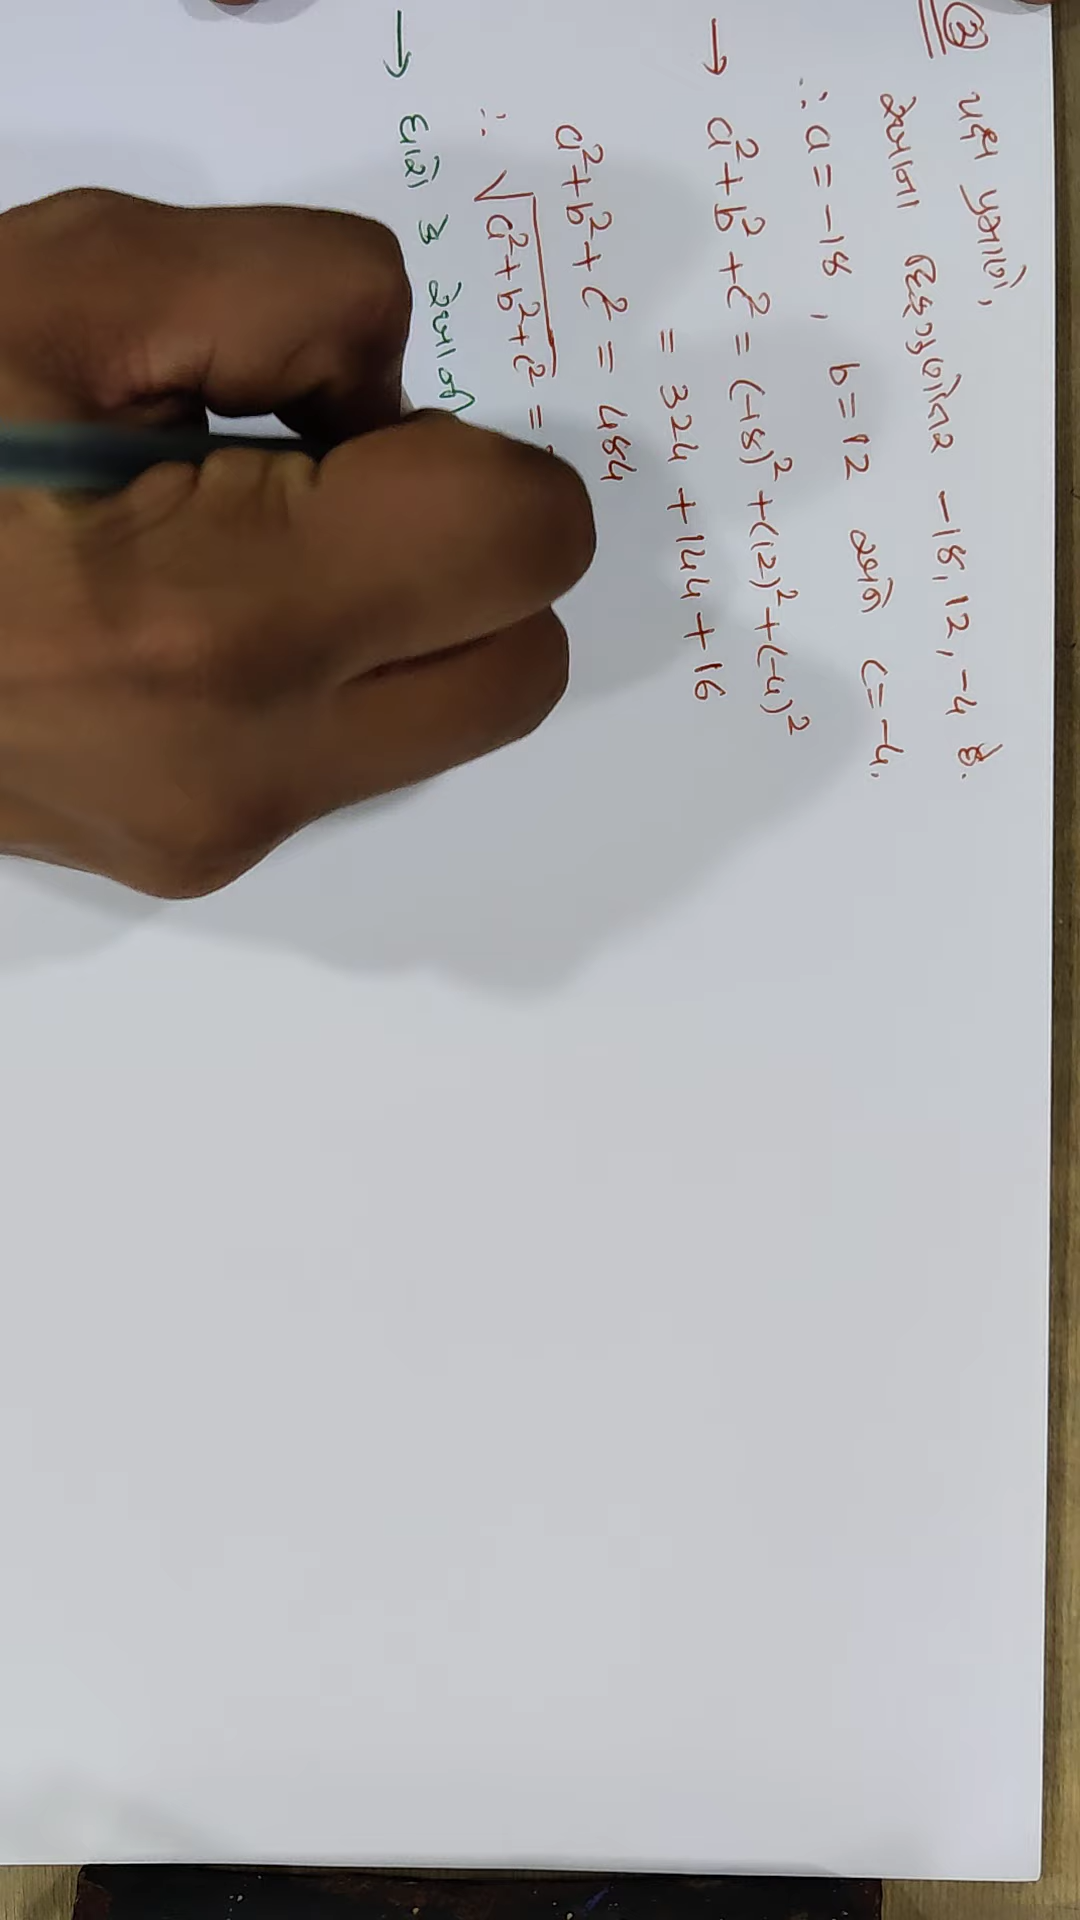 ③ પક્ષ પ્રમાણે,
રેખાના દિક્ગુણોત્તર -18, 12, -4 છે.
∴ a = -18 , b = 12 અને c = -4.
→ a² + b² + c² = (-18)² + (12)² + (-4)²
= 324 + 144 + 16
a² + b² + c² = 484
∴ √a² + b² + c² =
→ ધારો કે રેખાની